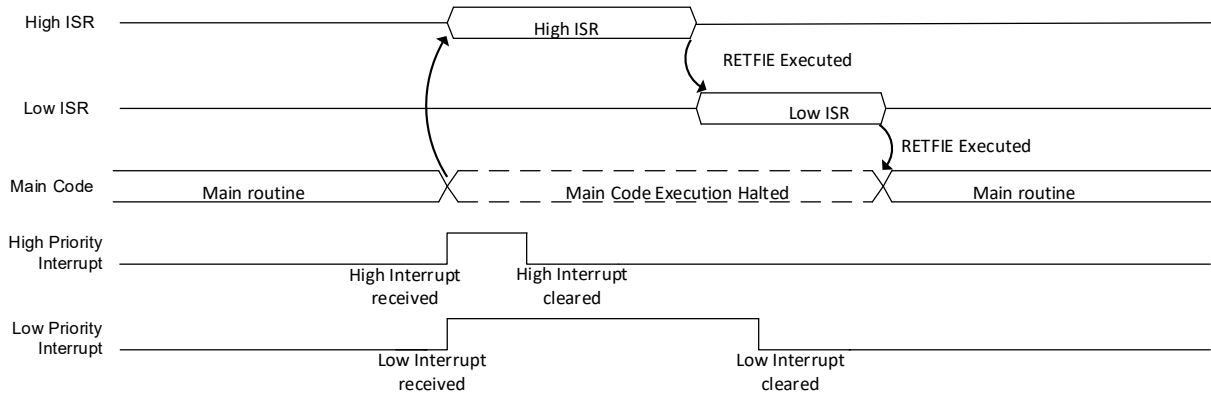 High ISR
High ISR
RETFIE Executed
Low ISR
Low ISR
RETFIE Executed
Main Code
Main routine
Main Code Execution Halted
Main routine
High Priority
Interrupt
High Interrupt
received
High Interrupt
cleared
Low Priority
Interrupt
Low Interrupt
received
Low Interrupt
cleared